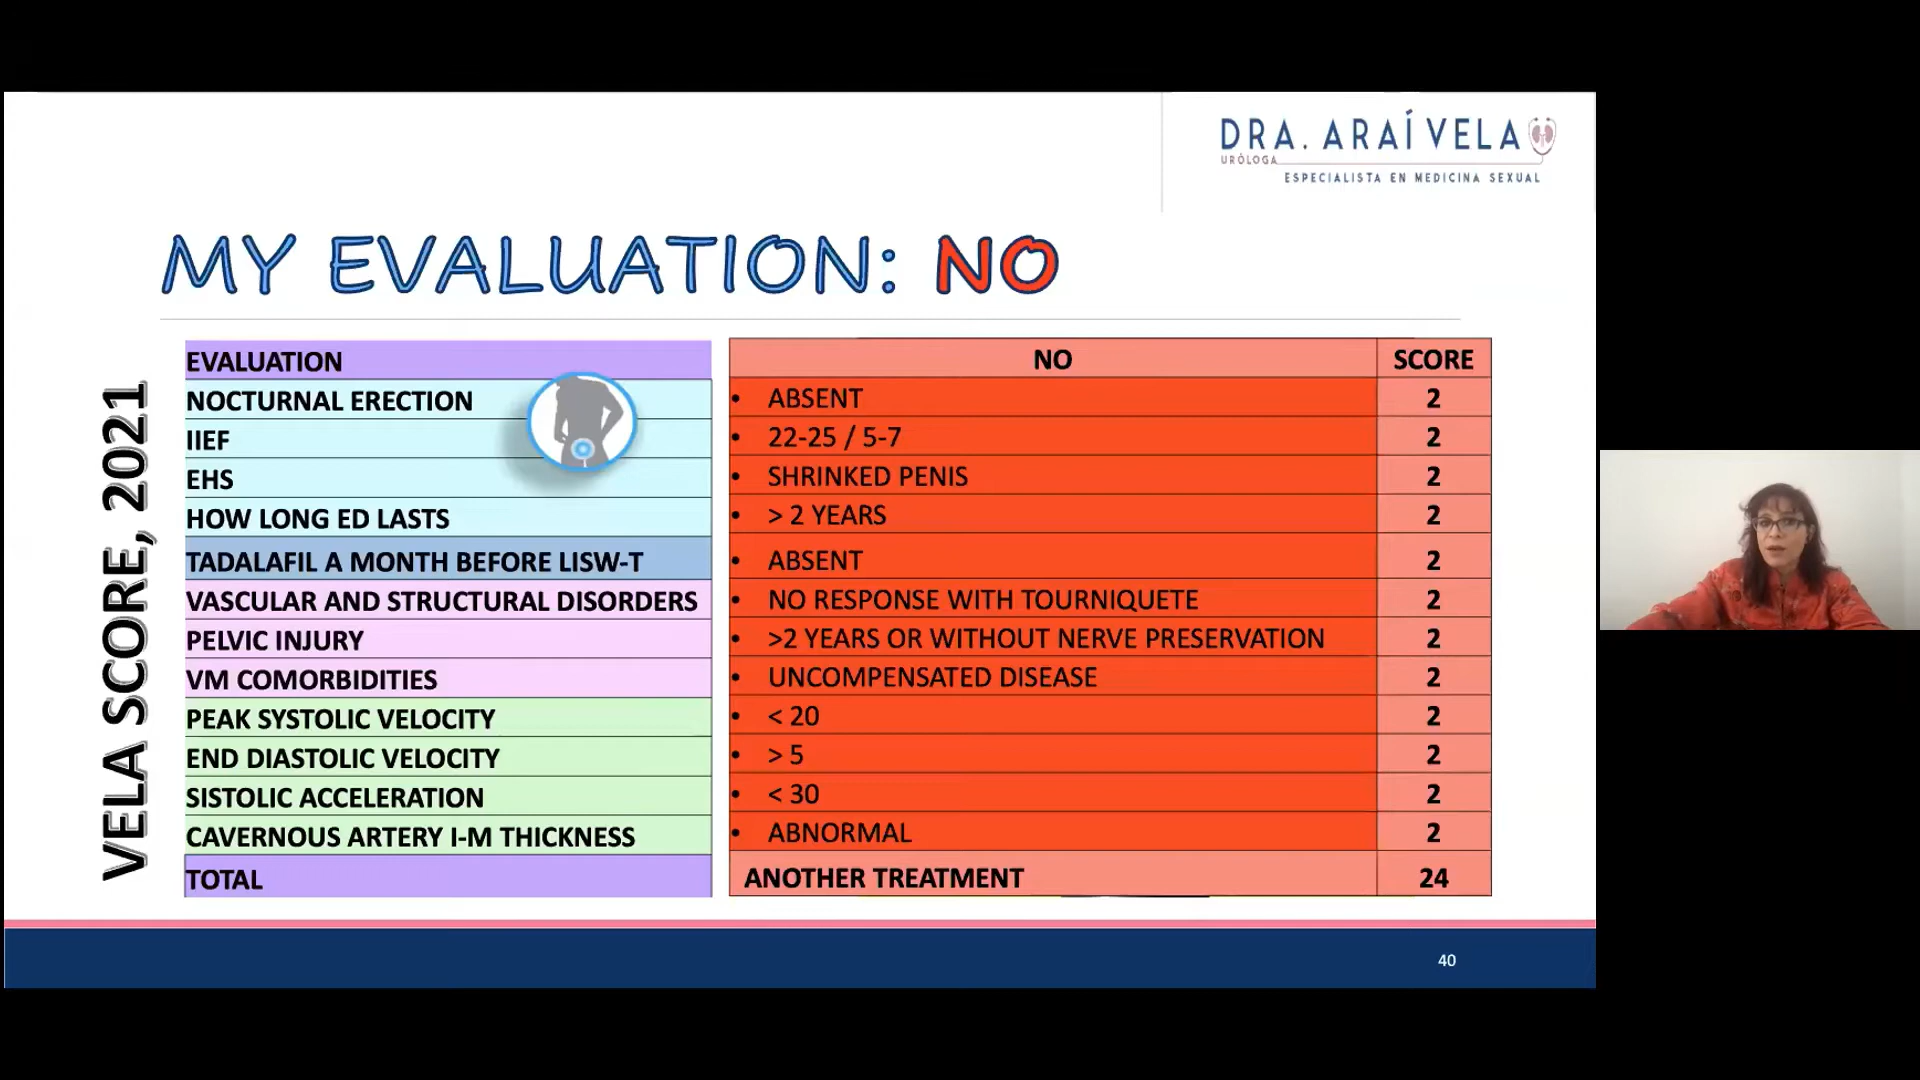 DRA. ARAÍ VELA
URÓLOGA
ESPECIALISTA EN MEDICINA SEXUAL
MY EVALUATION: NO
VELA SCORE, 2021
EVALUATION NO SCORE
NOCTURNAL ERECTION • ABSENT 2
IIEF • 22-25 / 5-7 2
EHS • SHRINKED PENIS 2
HOW LONG ED LASTS • > 2 YEARS 2
TADALAFIL A MONTH BEFORE LISW-T • ABSENT 2
VASCULAR AND STRUCTURAL DISORDERS • NO RESPONSE WITH TOURNIQUETE 2
PELVIC INJURY • >2 YEARS OR WITHOUT NERVE PRESERVATION 2
VM COMORBIDITIES • UNCOMPENSATED DISEASE 2
PEAK SYSTOLIC VELOCITY • < 20 2
END DIASTOLIC VELOCITY • > 5 2
SISTOLIC ACCELERATION • < 30 2
CAVERNOUS ARTERY I-M THICKNESS • ABNORMAL 2
TOTAL ANOTHER TREATMENT 24
40